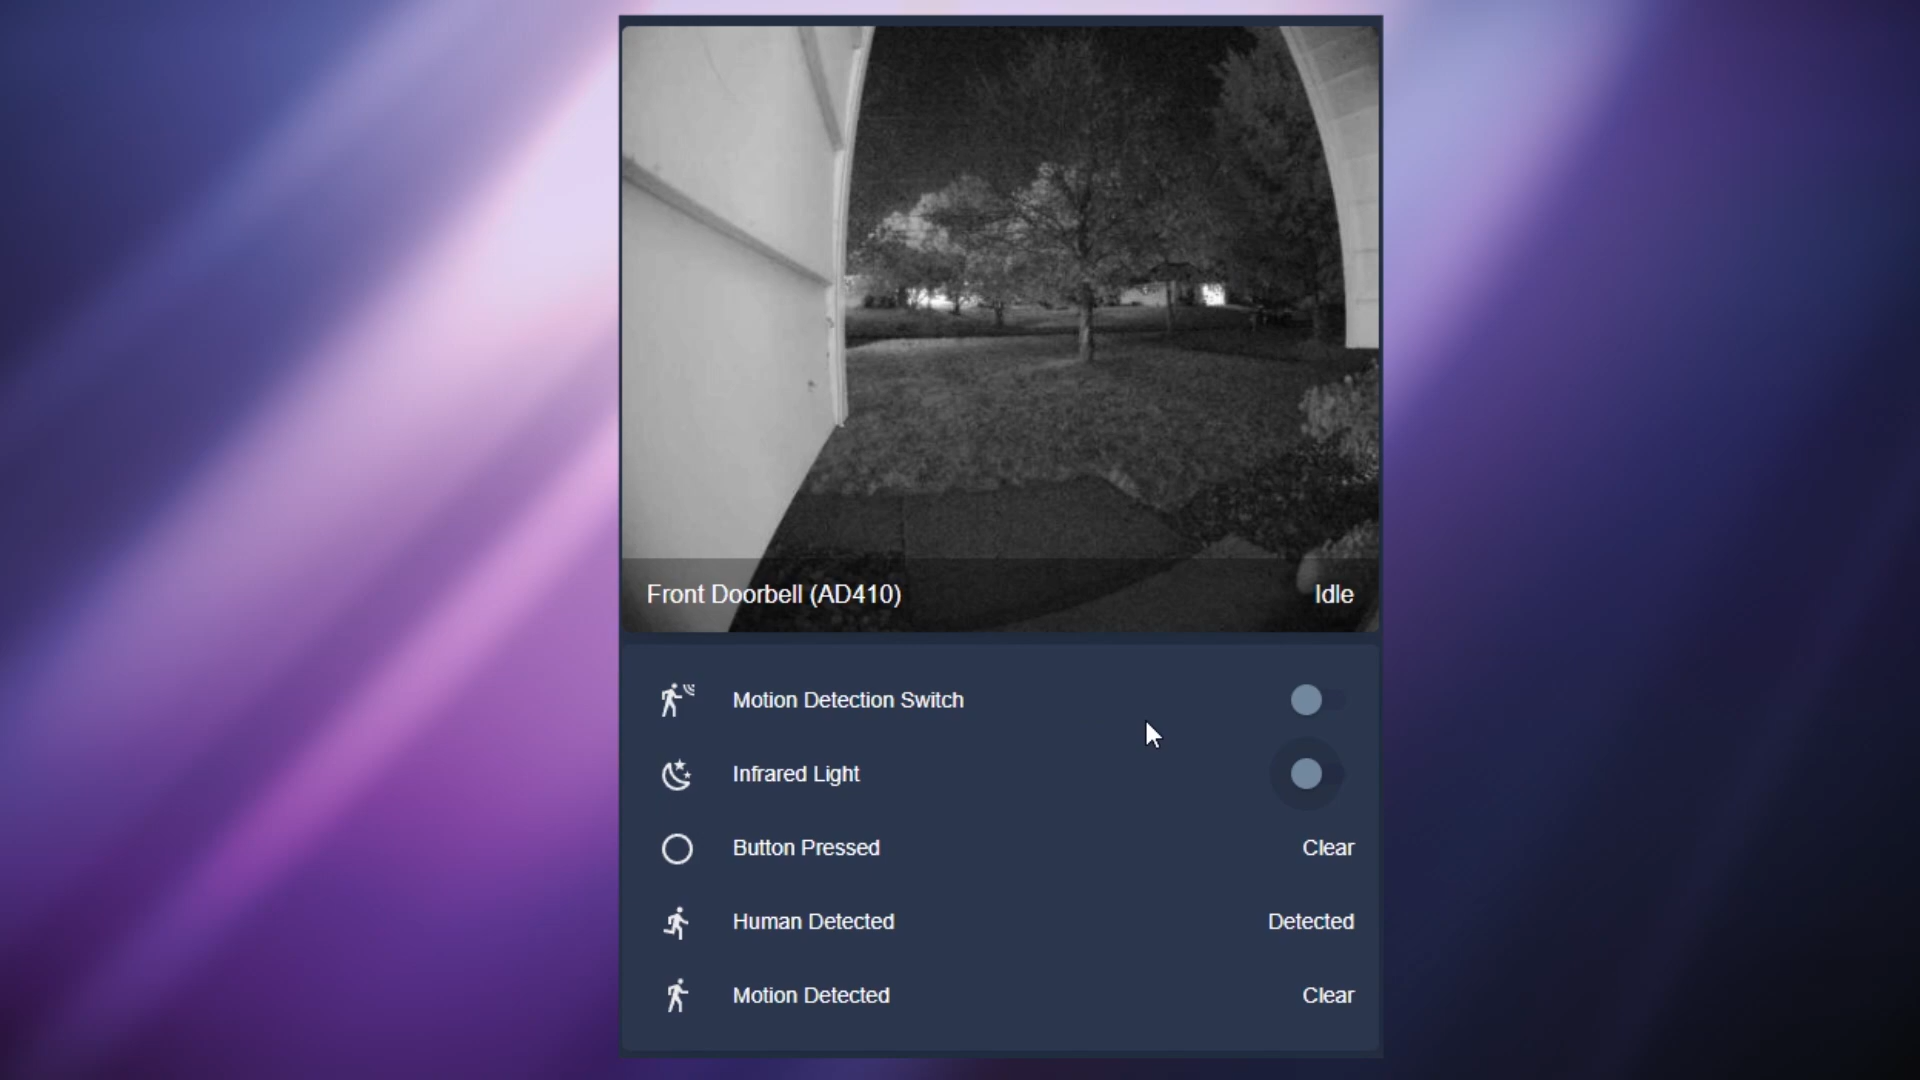 Front Doorbell (AD410) Idle
Motion Detection Switch
Infrared Light
Button Pressed Clear
Human Detected Detected
Motion Detected Clear